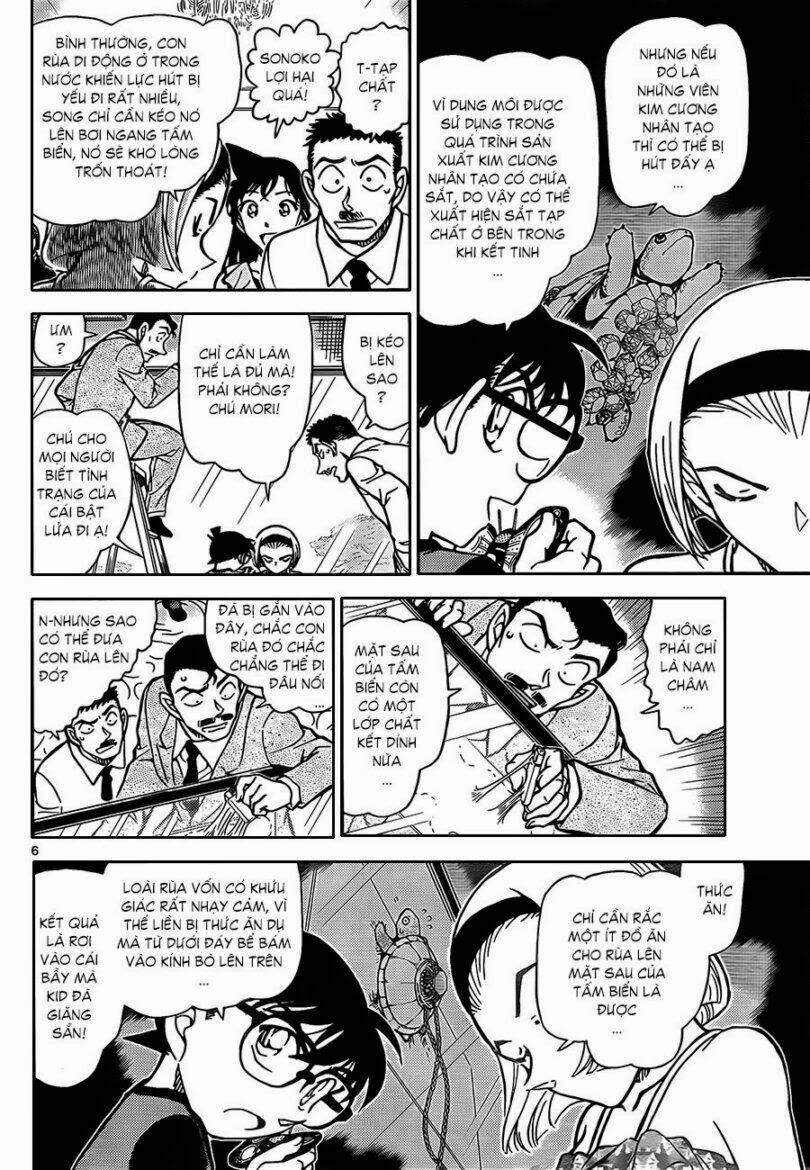 NHƯNG NẾU
ĐÓ LÀ
NHỮNG VIÊN
KIM CƯƠNG
NHÂN TẠO
THÌ CÓ THỂ BỊ
HÚT ĐẤY Ạ
...
VÌ DUNG MÔI ĐƯỢC
SỬ DỤNG TRONG
QUÁ TRÌNH SẢN
XUẤT KIM CƯƠNG
NHÂN TẠO CÓ CHỨA
SẮT, DO VẬY CÓ THỂ
XUẤT HIỆN SẮT TẠP
CHẤT Ở BÊN TRONG
KHI KẾT TINH
...
T-TẠP
CHẤT
?
SONOKO
LỢI HẠI
QUÁ!
BÌNH THƯỜNG, CON
RÙA DI ĐỘNG Ở TRONG
NƯỚC KHIẾN LỰC HÚT BỊ
YẾU ĐI RẤT NHIỀU,
SONG CHỈ CẦN KÉO NÓ
LÊN BƠI NGANG TẤM
BIỂN, NÓ SẼ KHÓ LÒNG
TRỐN THOÁT!
BỊ KÉO
LÊN
SAO
?
CHỈ CẦN LÀM
THẾ LÀ ĐỦ MÀ!
PHẢI KHÔNG?
CHÚ MORI!
ƯM
?
CHÚ CHO
MỌI NGƯỜI
BIẾT TÌNH
TRẠNG CỦA
CÁI BẬT
LỬA ĐI Ạ!
KHÔNG
PHẢI CHỈ
LÀ NAM
CHÂM
MẶT SAU
CỦA TẤM
BIỂN CÒN
CÓ MỘT
LỚP CHẤT
KẾT DÍNH
NỮA
...
ĐÃ BỊ GẮN VÀO
ĐÂY, CHẮC CON
RÙA ĐÓ CHẮC
CHẲNG THỂ ĐI
ĐÂU NỔI
...
N-NHƯNG SAO
CÓ THỂ ĐƯA
CON RÙA LÊN
ĐÓ?
6
THỨC
ĂN!
CHỈ CẦN RẮC
MỘT ÍT ĐỒ ĂN
CHO RÙA LÊN
MẶT SAU CỦA
TẤM BIỂN LÀ
ĐƯỢC
...
LOÀI RÙA VỐN CÓ KHỨU
GIÁC RẤT NHẠY CẢM, VÌ
THẾ LIỀN BỊ THỨC ĂN DỤ
MÀ TỪ DƯỚI ĐÁY BỂ BÁM
VÀO KÍNH BÒ LÊN TRÊN
...
KẾT QUẢ
LÀ RƠI
VÀO CÁI
BẪY MÀ
KID ĐÃ
GIĂNG
SẴN!